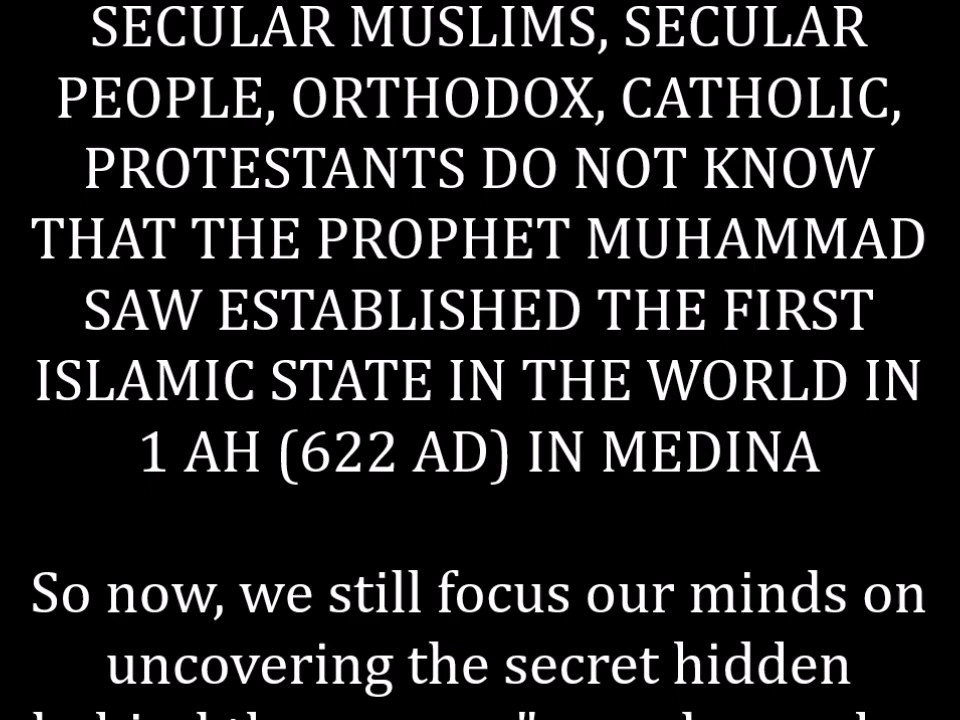 SECULAR MUSLIMS, SECULAR
PEOPLE, ORTHODOX, CATHOLIC,
PROTESTANTS DO NOT KNOW
THAT THE PROPHET MUHAMMAD
SAW ESTABLISHED THE FIRST
ISLAMIC STATE IN THE WORLD IN
1 AH (622 AD) IN MEDINA
So now, we still focus our minds on
uncovering the secret hidden